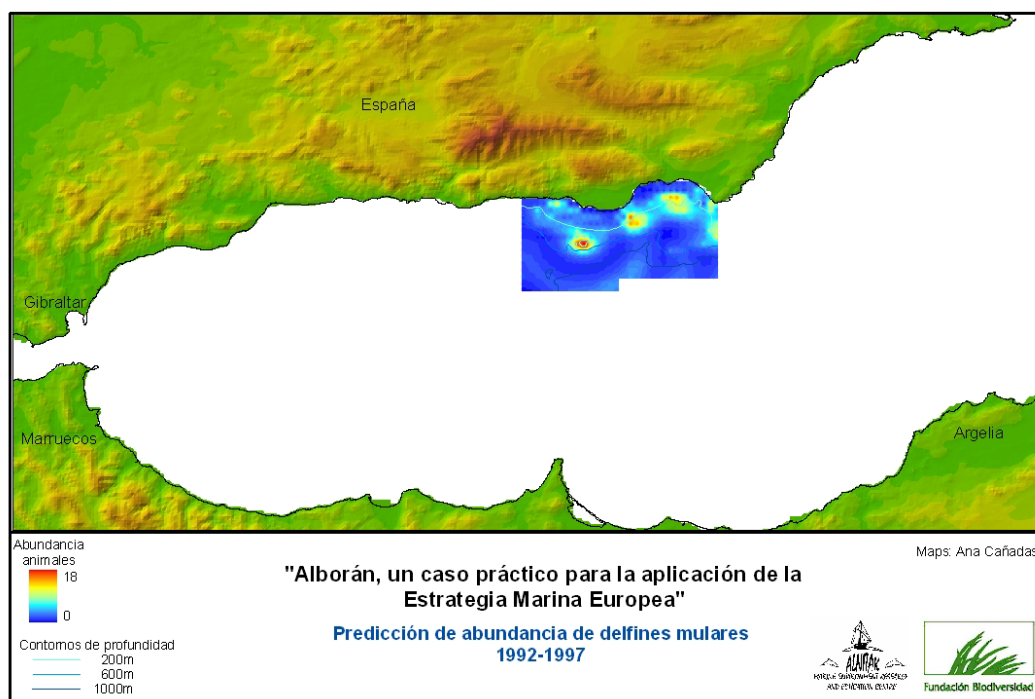 España
Gibraltar
Marruecos
Argelia
Abundancia
animales
18
0
Contornos de profundidad
200m
600m
1000m
"Alborán, un caso práctico para la aplicación de la
Estrategia Marina Europea"
Predicción de abundancia de delfines mulares
1992-1997
Maps: Ana Cañadas
ALNITAK
Fundación Biodiversidad